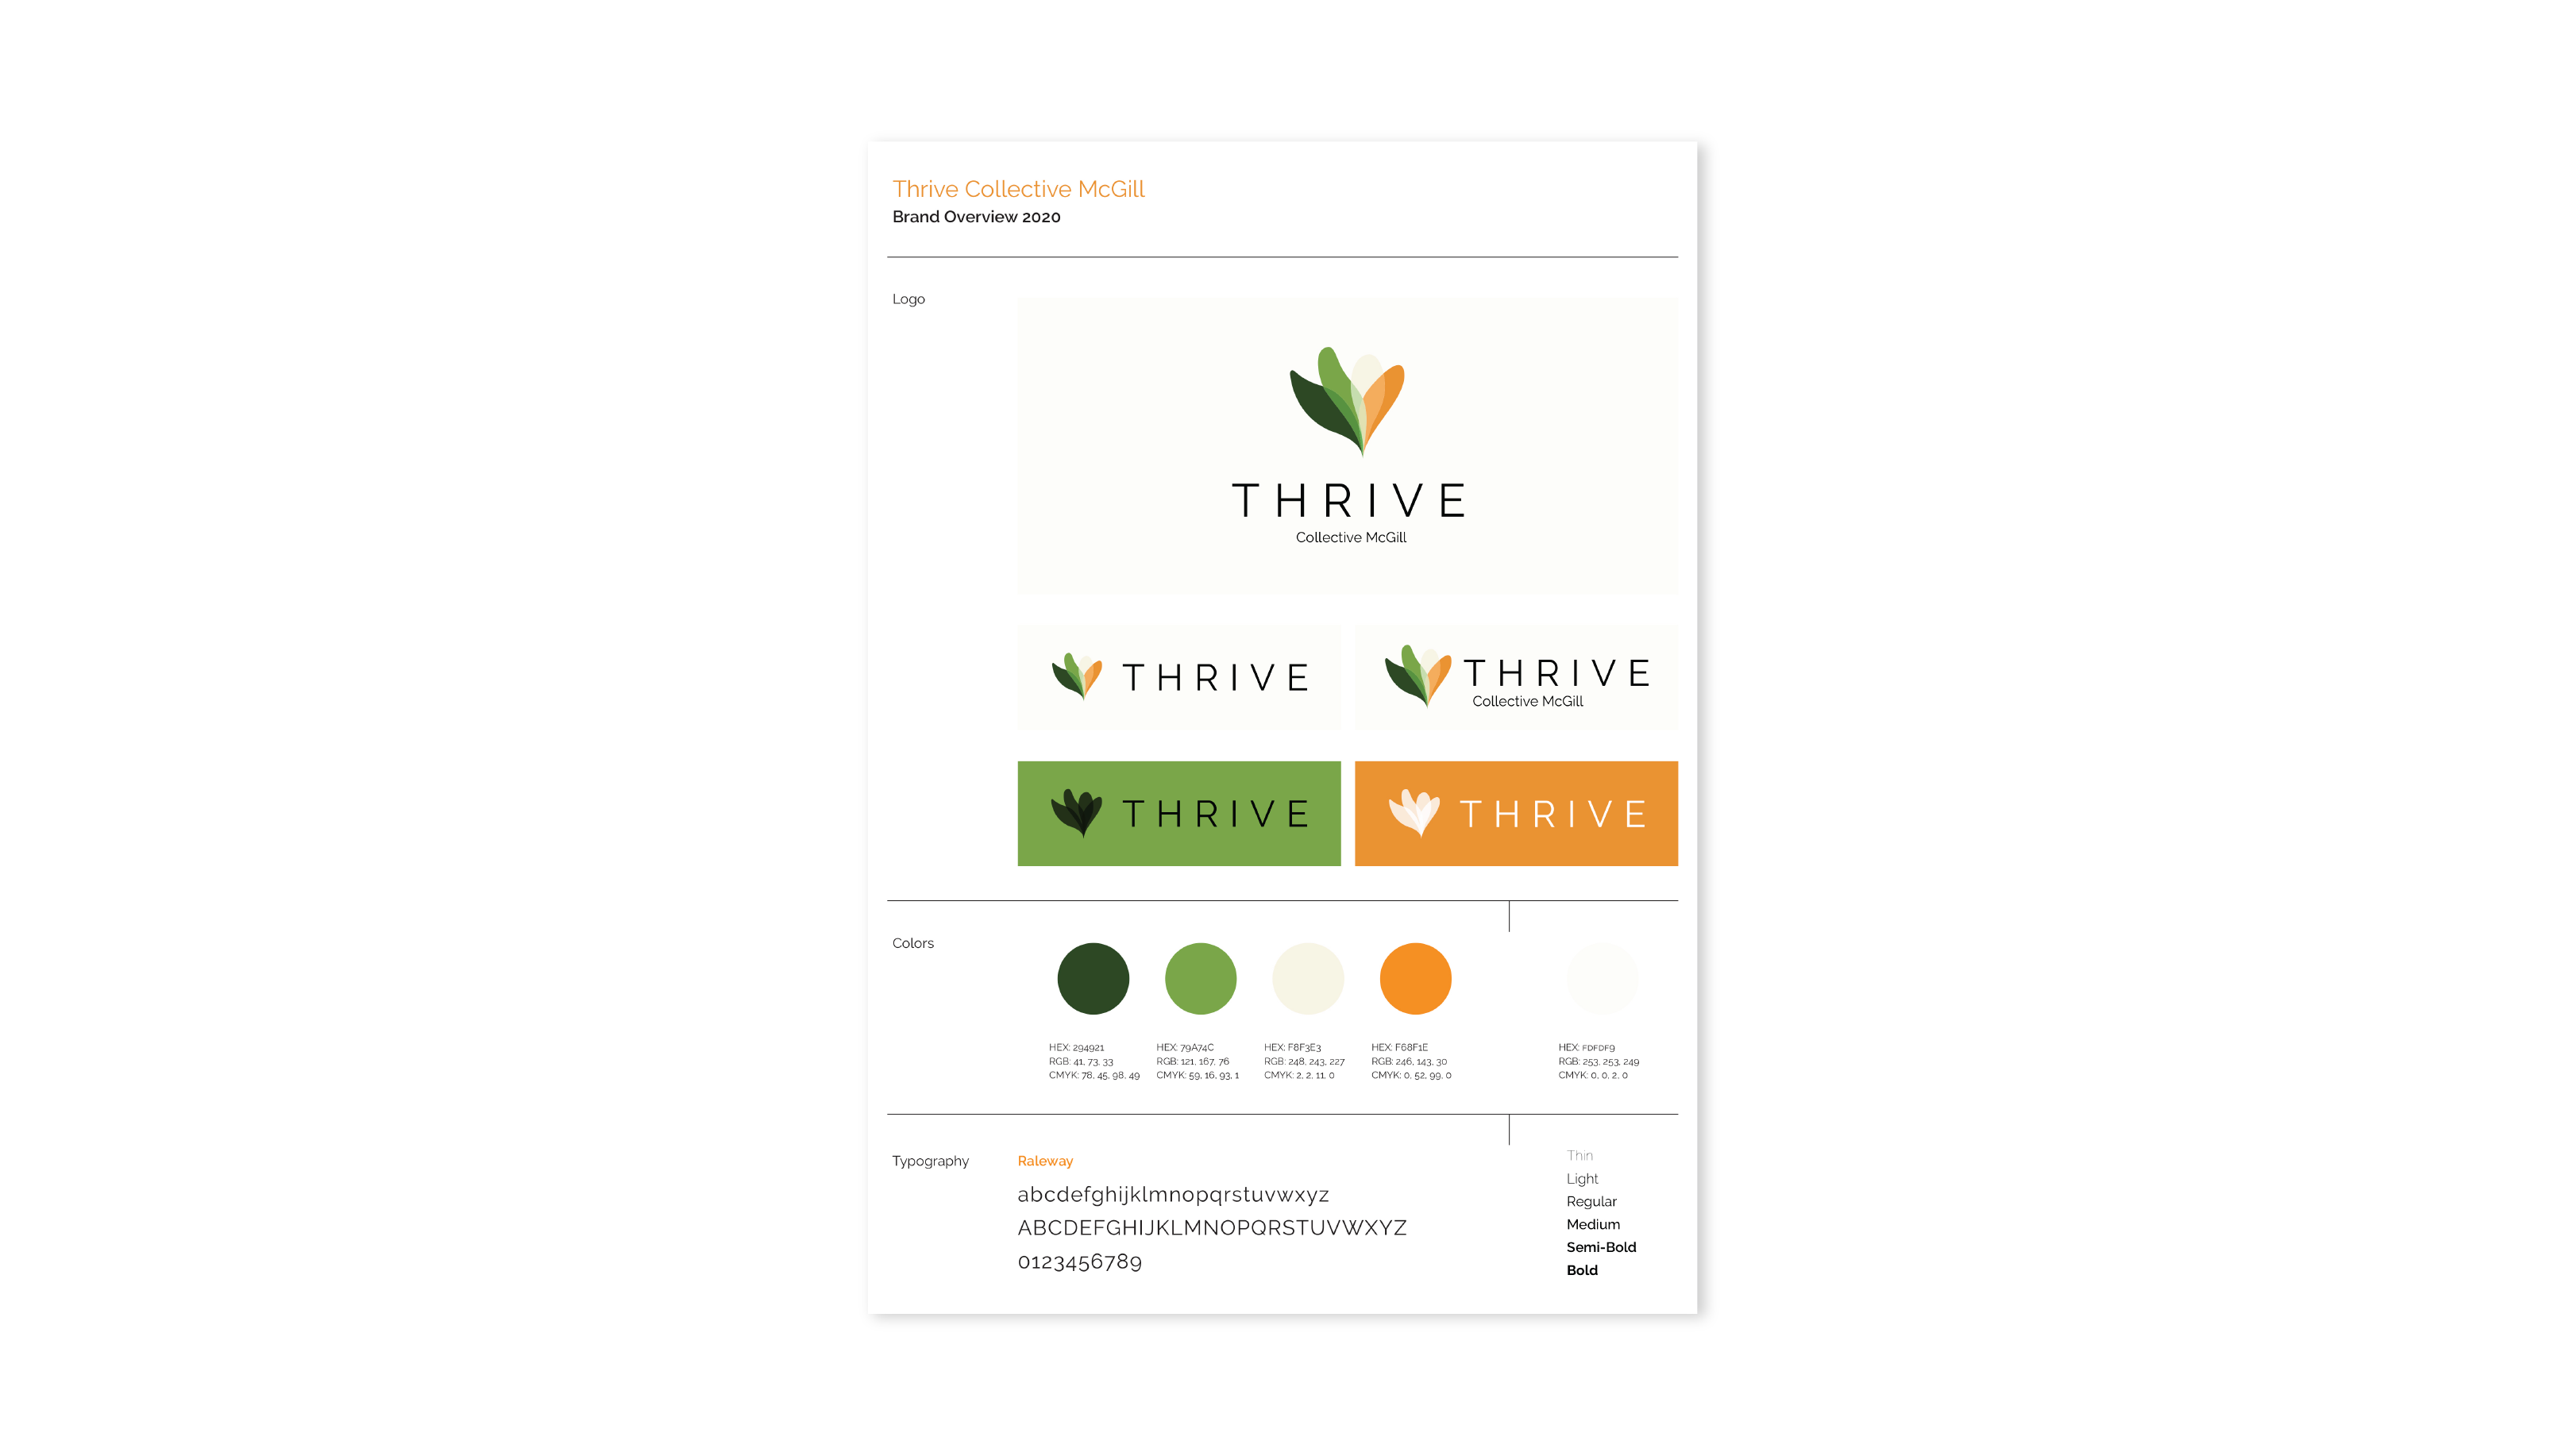 Thrive Collective McGill
Brand Overview 2020
Logo
THRIVE
Collective McGill
THRIVE
THRIVE
Collective McGill
THRIVE
THRIVE
Colors
HEX: 294921
RGB: 41, 73, 33
CMYK: 78, 45, 98, 49
HEX: 79A74C
RGB: 121, 167, 76
CMYK: 59, 16, 93, 1
HEX: F8F3E3
RGB: 248, 243, 227
CMYK: 2, 2, 11, 0
HEX: F68F1E
RGB: 246, 143, 30
CMYK: 0, 52, 99, 0
HEX: FDFDF9
RGB: 253, 253, 249
CMYK: 0, 0, 2, 0
Typography
Raleway
abcdefghijklmnopqrstuvwxyz
ABCDEFGHIJKLMNOPQRSTUVWXYZ
0123456789
Thin
Light
Regular
Medium
Semi-Bold
Bold